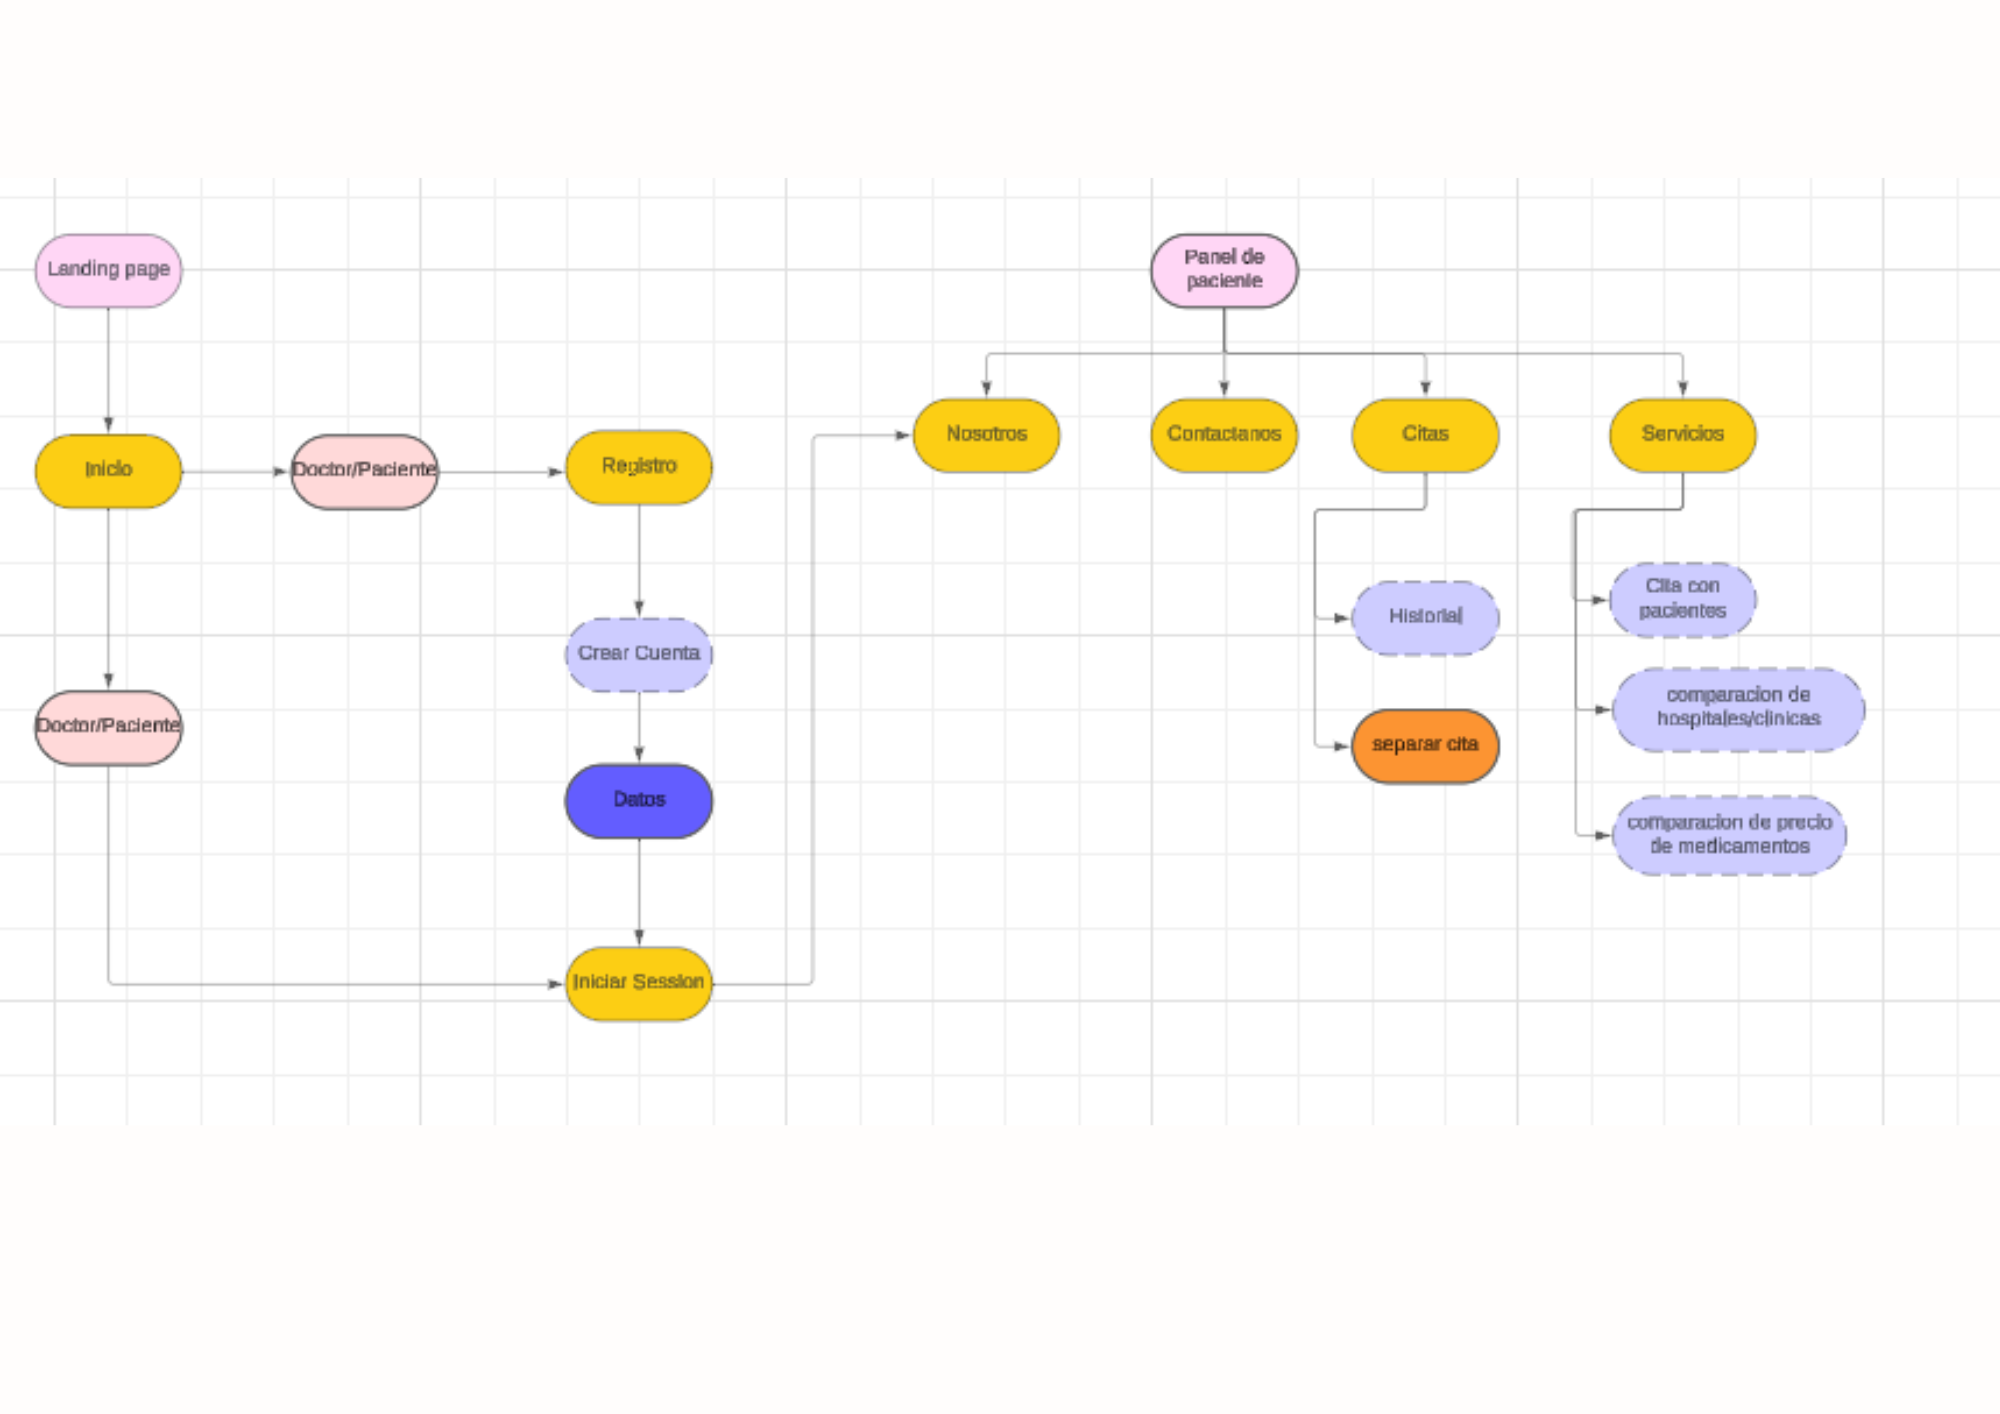 Landing page
Panel de
paciente
Inicio
Doctor/Paciente
Registro
Nosotros
Contactanos
Citas
Servicios
Crear Cuenta
Historial
Cita con
pacientes
comparacion de
hospitales/clinicas
Doctor/Paciente
separar cita
Datos
comparacion de precio
de medicamentos
Iniciar Session